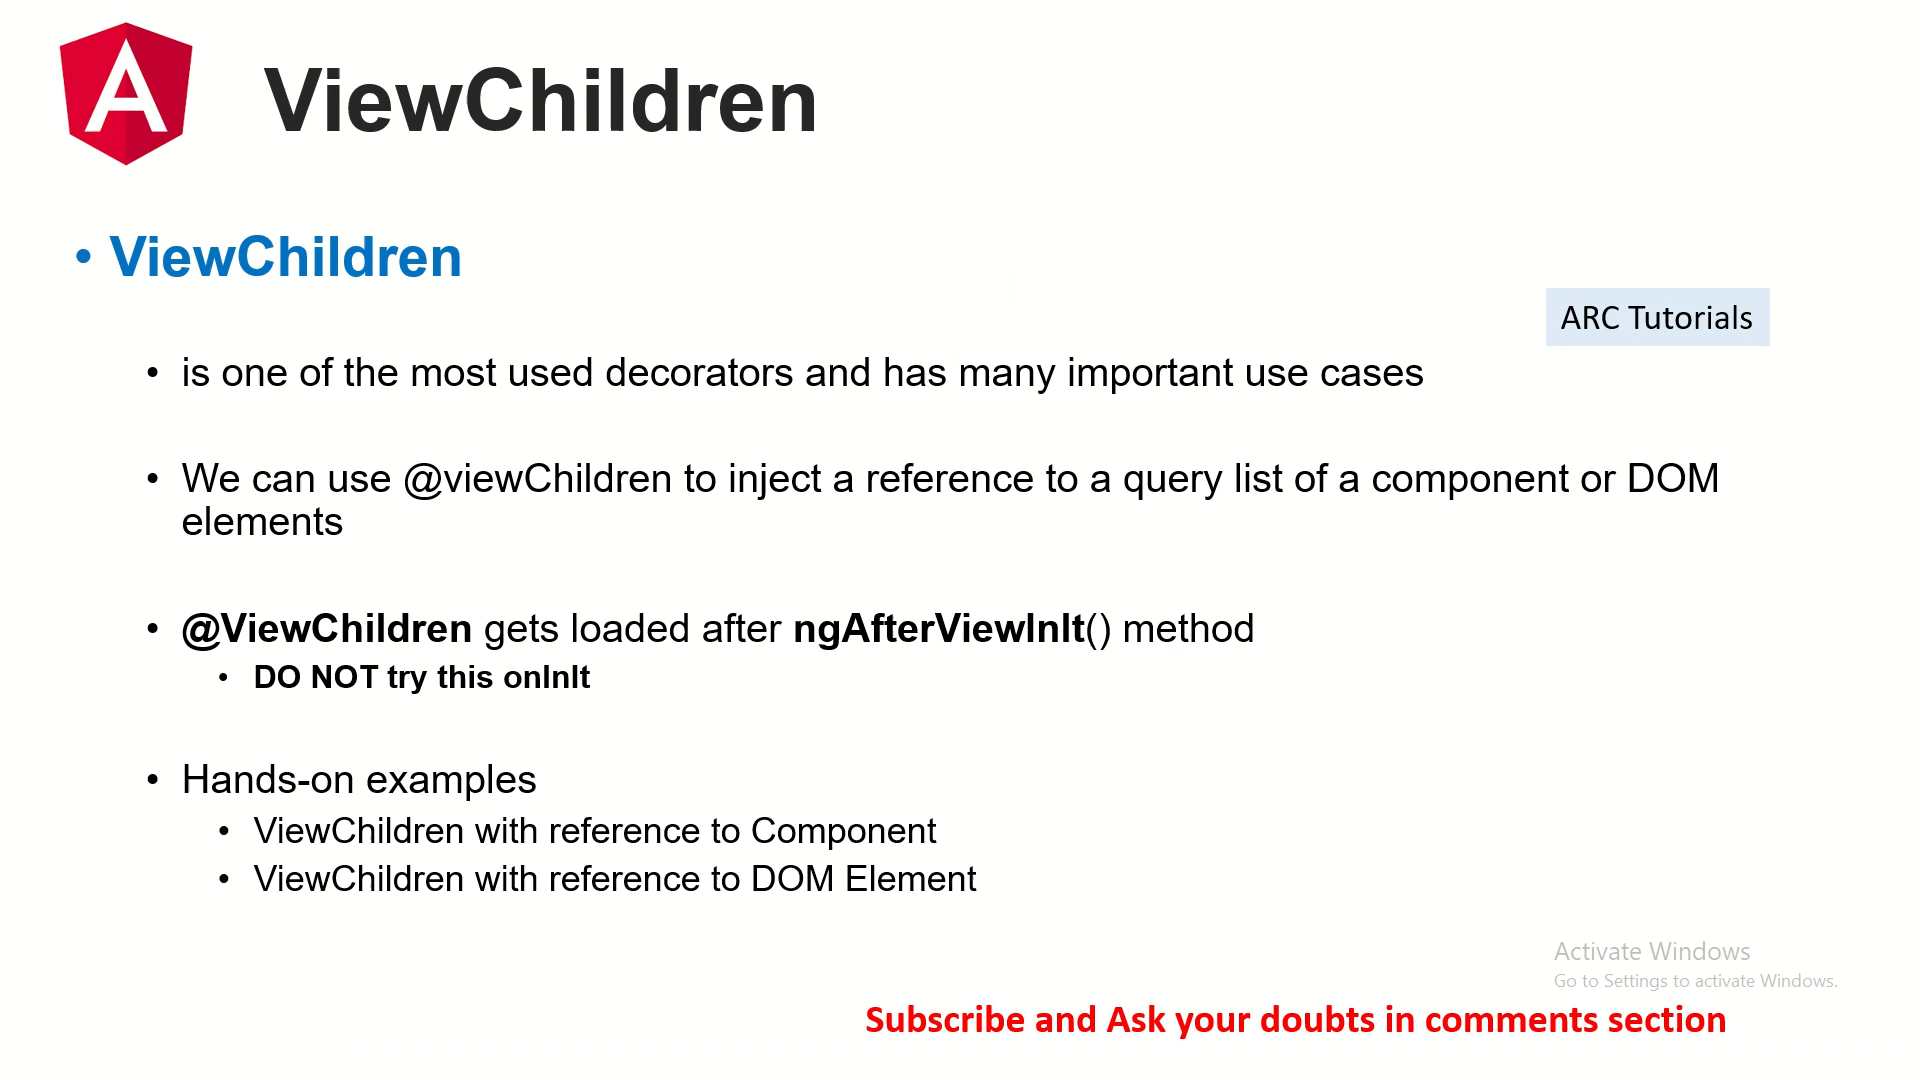 ViewChildren
• ViewChildren
ARC Tutorials
• is one of the most used decorators and has many important use cases
• We can use @viewChildren to inject a reference to a query list of a component or DOM
elements
• @ViewChildren gets loaded after ngAfterViewInIt() method
• DO NOT try this onInIt
• Hands-on examples
• ViewChildren with reference to Component
• ViewChildren with reference to DOM Element
Activate Windows
Go to Settings to activate Windows.
Subscribe and Ask your doubts in comments section